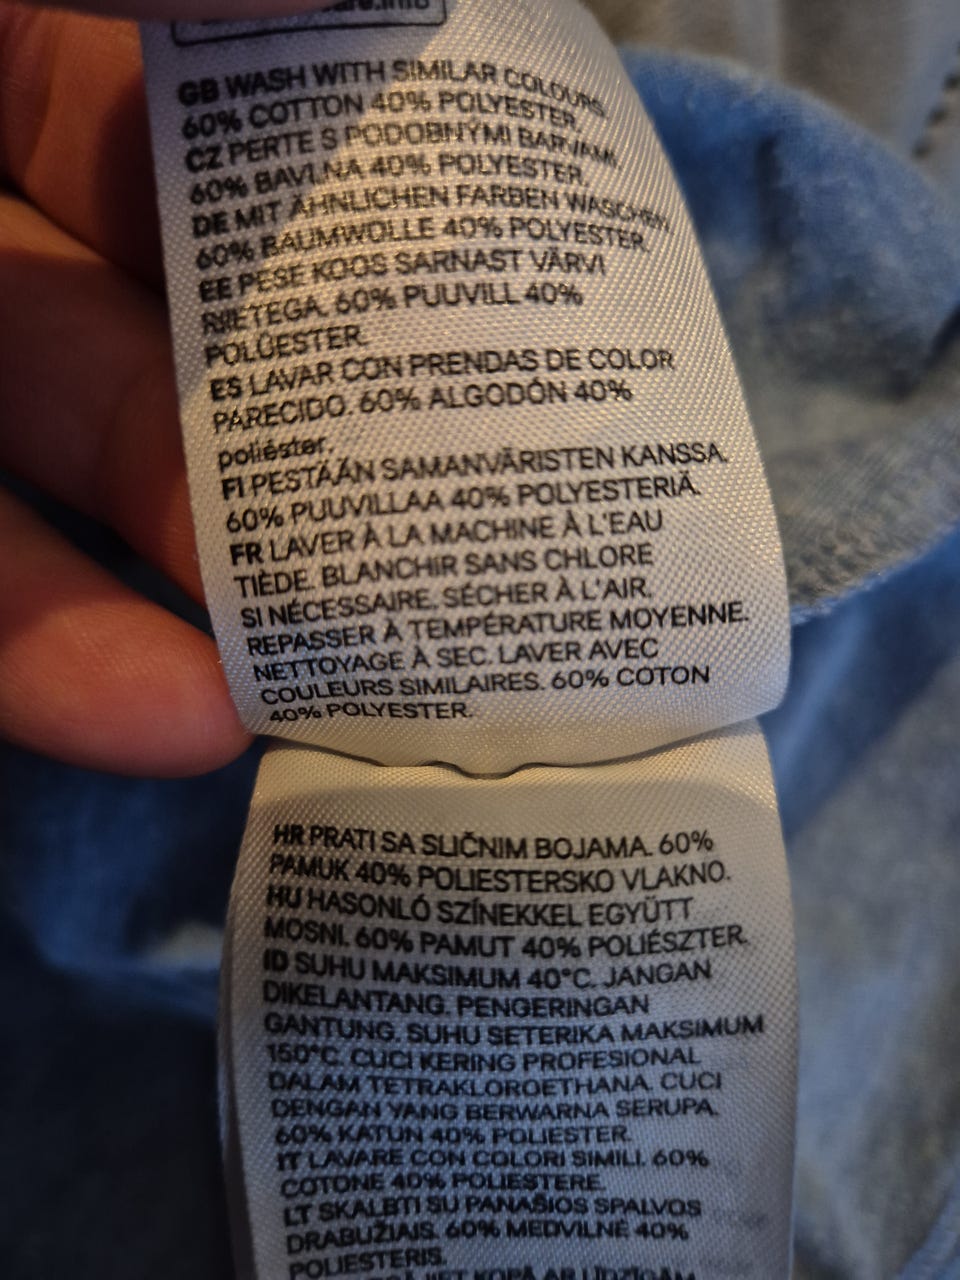 GB WASH WITH SIMILAR COLOURS.
60% COTTON 40% POLYESTER.
CZ PERTE S PODOBNÝMI BARVAMI.
60% BAVLNA 40% POLYESTER.
DE MIT ÄHNLICHEN FARBEN WASCHEN.
60% BAUMWOLLE 40% POLYESTER.
EE PESE KOOS SARNAST VÄRVI
RIIETEGA. 60% PUUVILL 40%
POLÜESTER.
ES LAVAR CON PRENDAS DE COLOR
PARECIDO. 60% ALGODÓN 40%
poliéster.
FI PESTÄÄN SAMANVÄRISTEN KANSSA.
60% PUUVILLAA 40% POLYESTERIÄ.
FR LAVER À LA MACHINE À L'EAU
TIÈDE. BLANCHIR SANS CHLORE
SI NÉCESSAIRE. SÉCHER À L'AIR.
REPASSER À TEMPÉRATURE MOYENNE.
NETTOYAGE À SEC. LAVER AVEC
COULEURS SIMILAIRES. 60% COTON
40% POLYESTER.
HR PRATI SA SLIČNIM BOJAMA. 60%
PAMUK 40% POLIESTERSKO VLAKNO.
HU HASONLÓ SZÍNEKKEL EGYÜTT
MOSNI. 60% PAMUT 40% POLIÉSZTER.
ID SUHU MAKSIMUM 40°C. JANGAN
DIKELANTANG. PENGERINGAN
GANTUNG. SUHU SETERIKA MAKSIMUM
150°C. CUCI KERING PROFESIONAL
DALAM TETRAKLOROETHANA. CUCI
DENGAN YANG BERWARNA SERUPA.
60% KATUN 40% POLIESTER.
IT LAVARE CON COLORI SIMILI. 60%
COTONE 40% POLIESTERE.
LT SKALBTI SU PANAŠIOS SPALVOS
DRABUŽIAIS. 60% MEDVILNĖ 40%
POLIESTERIS.
KOPĀ AR LĪDZĪGĀM